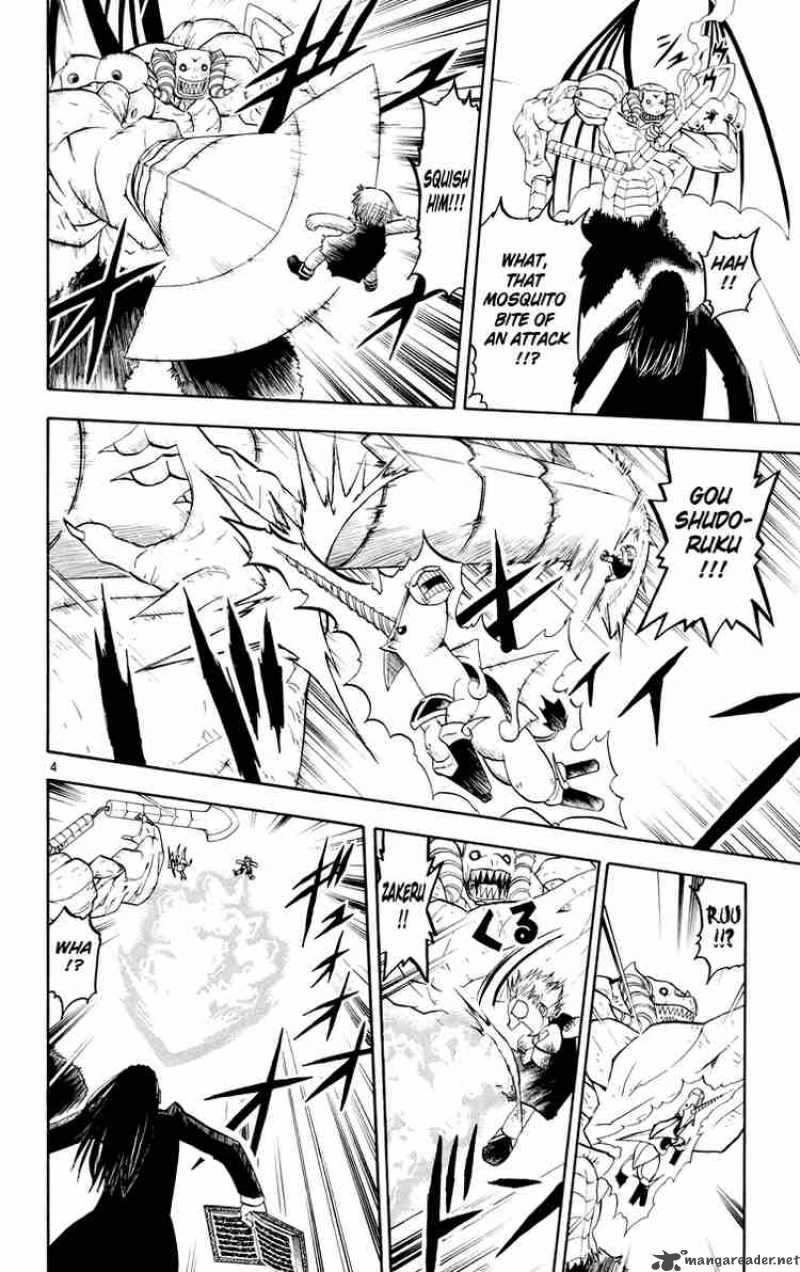 HAH
!!
WHAT,
THAT
MOSQUITO
BITE OF
AN ATTACK
!!?
SQUISH
HIM!!!
GOU
SHUDO-
RUKU
!!!
4
RUU
!!?
くる
ZAKERU
!!
WHA
!?
mangareader.net